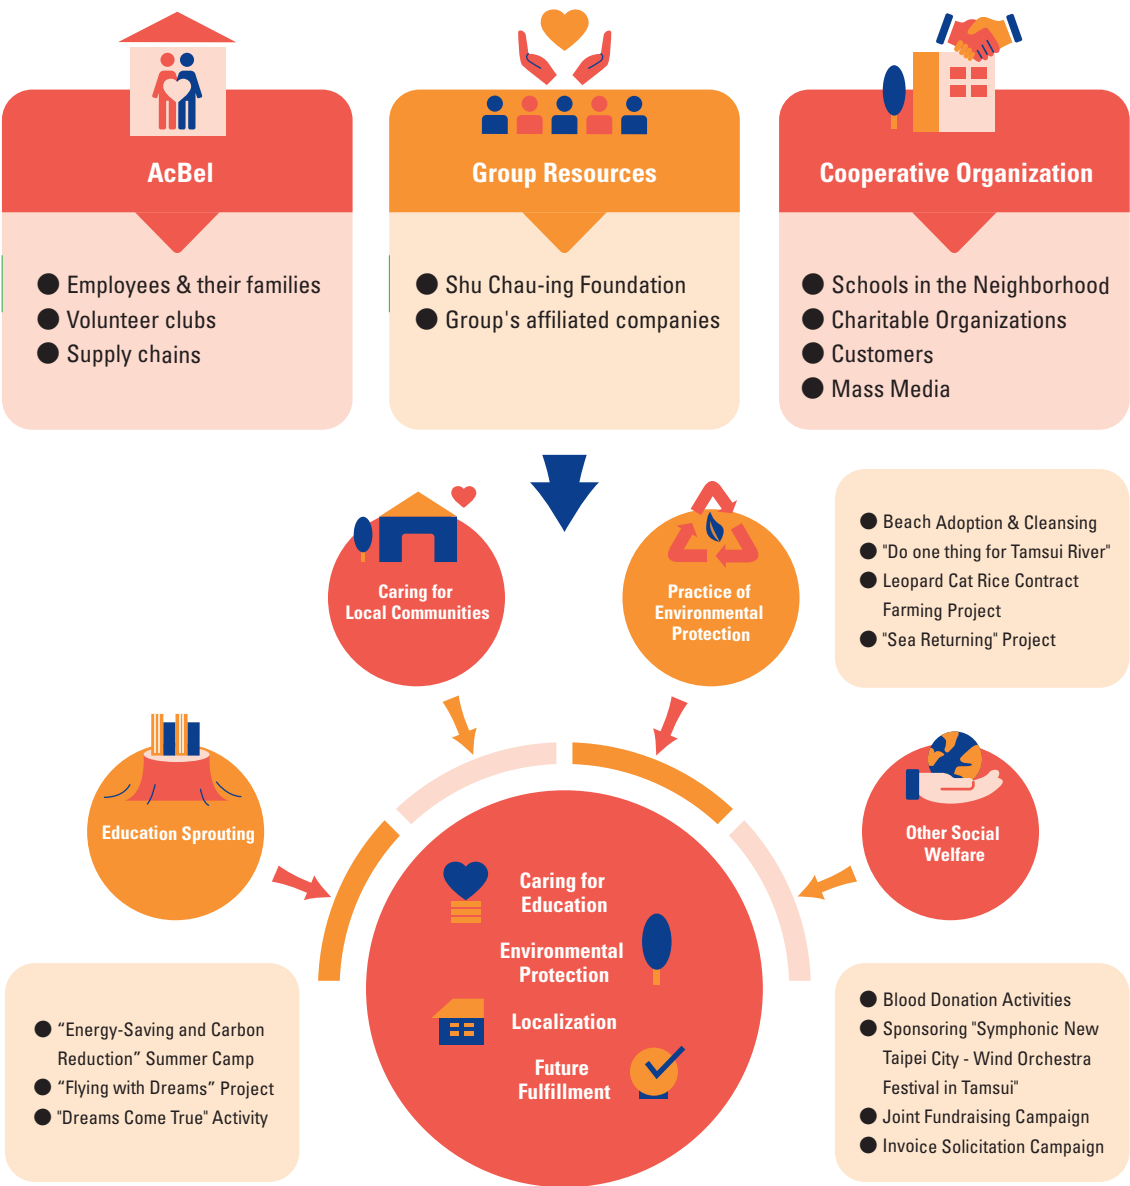 AcBel
● Employees & their families
● Volunteer clubs
● Supply chains
Group Resources
● Shu Chau-ing Foundation
● Group's affiliated companies
Cooperative Organization
● Schools in the Neighborhood
● Charitable Organizations
● Customers
● Mass Media
Caring for
Local Communities
Practice of
Environmental
Protection
● Beach Adoption & Cleansing
● "Do one thing for Tamsui River"
● Leopard Cat Rice Contract
Farming Project
● "Sea Returning" Project
Education Sprouting
● “Energy-Saving and Carbon
Reduction” Summer Camp
● “Flying with Dreams” Project
● "Dreams Come True" Activity
Other Social
Welfare
● Blood Donation Activities
● Sponsoring "Symphonic New
Taipei City - Wind Orchestra
Festival in Tamsui"
● Joint Fundraising Campaign
● Invoice Solicitation Campaign
Caring for
Education
Environmental
Protection
Localization
Future
Fulfillment